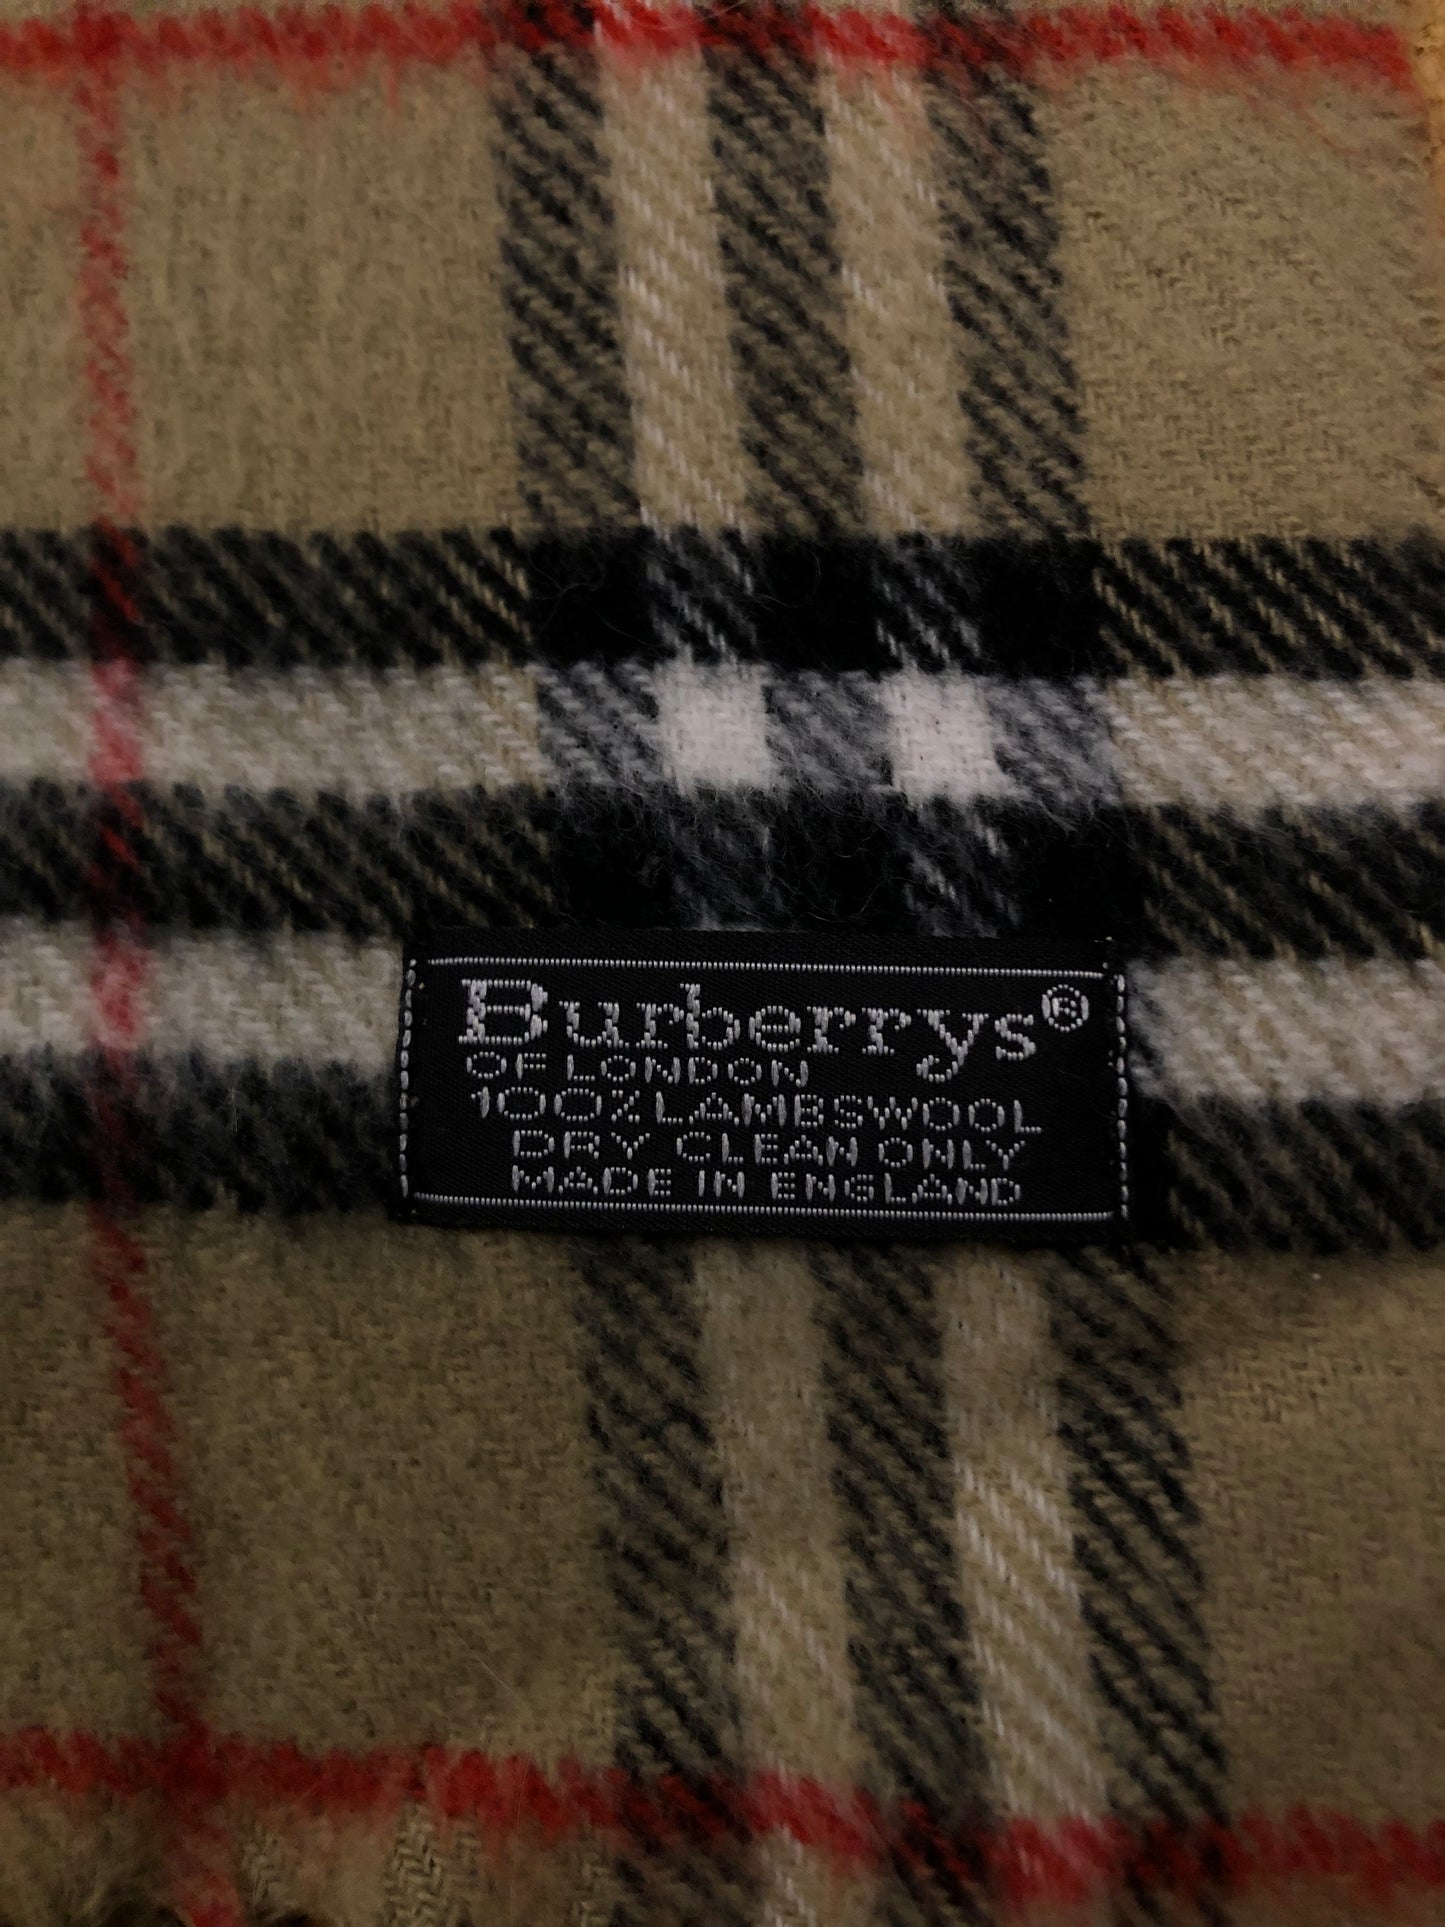 Burberrys®
OF LONDON
100% LAMBSWOOL
DRY CLEAN ONLY
MADE IN ENGLAND